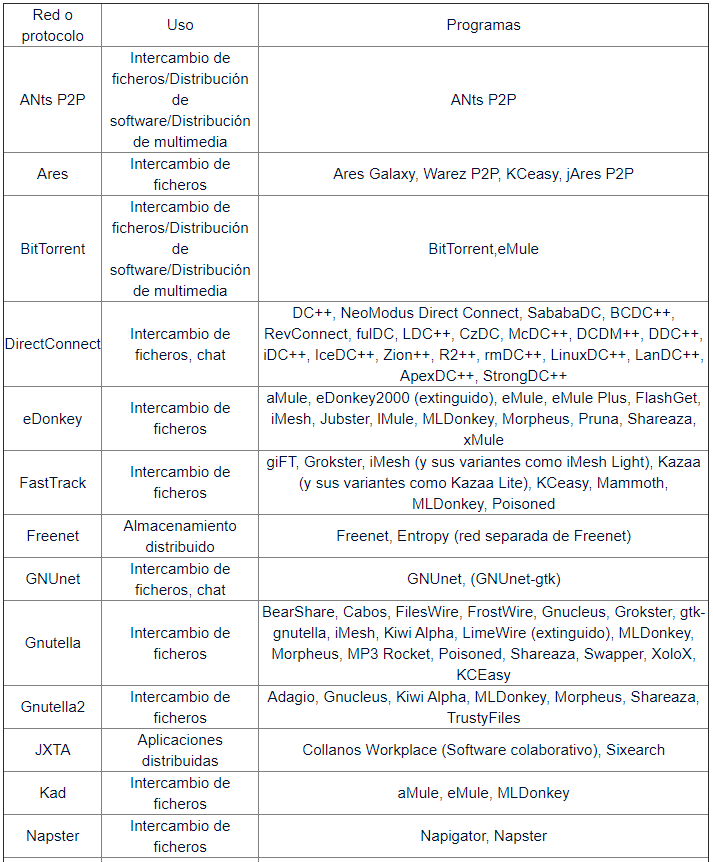 Red o
protocolo
Uso
Programas
ANts P2P
Intercambio de
ficheros/Distribución
de
software/Distribución
de multimedia
ANts P2P
Ares
Intercambio de
ficheros
Ares Galaxy, Warez P2P, KCeasy, jAres P2P
BitTorrent
Intercambio de
ficheros/Distribución
de
software/Distribución
de multimedia
BitTorrent,eMule
DirectConnect
Intercambio de
ficheros, chat
DC++, NeoModus Direct Connect, SababaDC, BCDC++,
RevConnect, fulDC, LDC++, CzDC, McDC++, DCDM++, DDC++,
iDC++, IceDC++, Zion++, R2++, rmDC++, LinuxDC++, LanDC++,
ApexDC++, StrongDC++
eDonkey
Intercambio de
ficheros
aMule, eDonkey2000 (extinguido), eMule, eMule Plus, FlashGet,
iMesh, Jubster, lMule, MLDonkey, Morpheus, Pruna, Shareaza,
xMule
FastTrack
Intercambio de
ficheros
giFT, Grokster, iMesh (y sus variantes como iMesh Light), Kazaa
(y sus variantes como Kazaa Lite), KCeasy, Mammoth,
MLDonkey, Poisoned
Freenet
Almacenamiento
distribuido
Freenet, Entropy (red separada de Freenet)
GNUnet
Intercambio de
ficheros, chat
GNUnet, (GNUnet-gtk)
Gnutella
Intercambio de
ficheros
BearShare, Cabos, FilesWire, FrostWire, Gnucleus, Grokster, gtk-
gnutella, iMesh, Kiwi Alpha, LimeWire (extinguido), MLDonkey,
Morpheus, MP3 Rocket, Poisoned, Shareaza, Swapper, XoloX,
KCEasy
Gnutella2
Intercambio de
ficheros
Adagio, Gnucleus, Kiwi Alpha, MLDonkey, Morpheus, Shareaza,
TrustyFiles
JXTA
Aplicaciones
distribuidas
Collanos Workplace (Software colaborativo), Sixearch
Kad
Intercambio de
ficheros
aMule, eMule, MLDonkey
Napster
Intercambio de
ficheros
Napigator, Napster